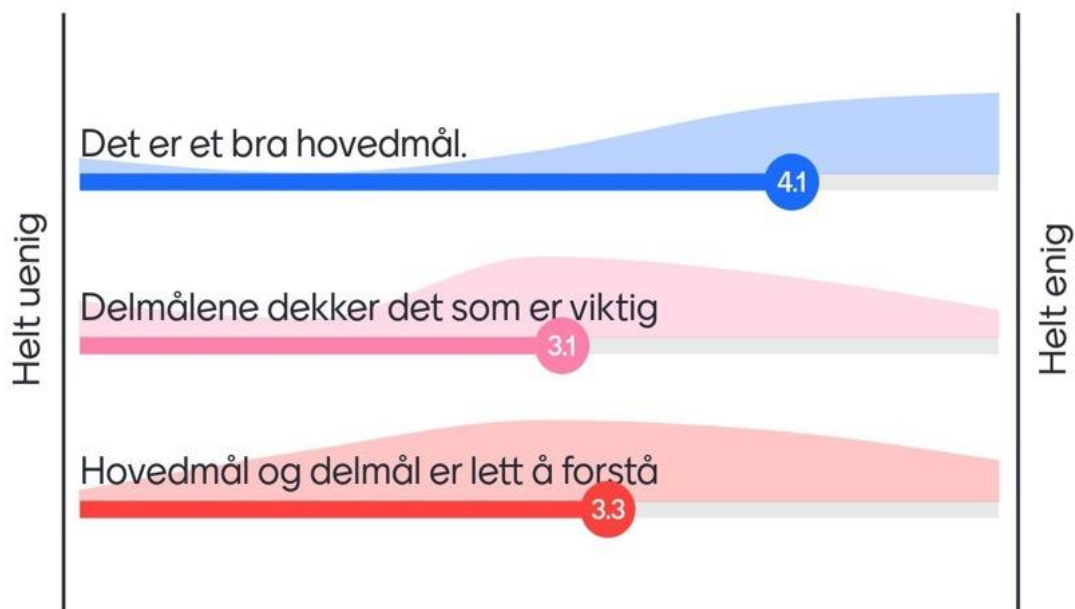 Helt uenig
Det er et bra hovedmål.
4.1
Delmålene dekker det som er viktig
3.1
Hovedmål og delmål er lett å forstå
3.3
Helt enig